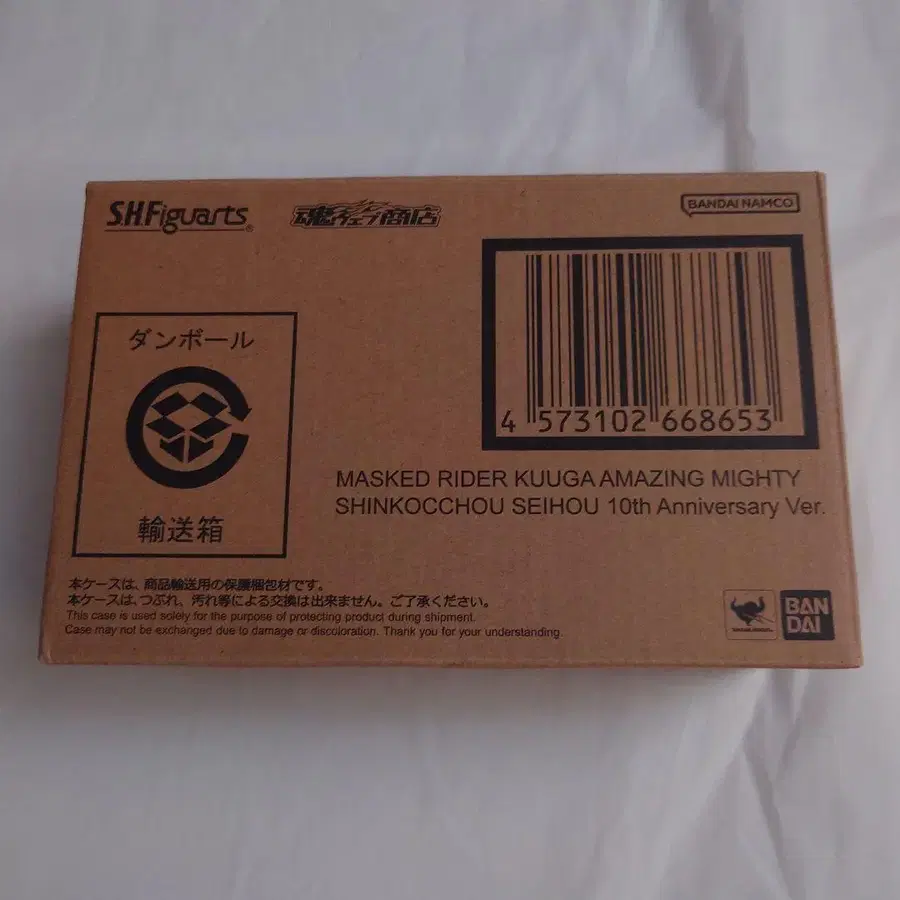 S.H.Figuarts®
魂ウェブ商店
BANDAI NAMCO
ダンボール
輸送箱
4 573102 668653
MASKED RIDER KUUGA AMAZING MIGHTY
SHINKOCCHOU SEIHOU 10th Anniversary Ver.
本ケースは、商品輸送用の保護梱包材です。
本ケースは、つぶれ、汚れ等による交換は出来ません。ご了承ください。
This case is used solely for the purpose of protecting product during shipment.
Case may not be exchanged due to damage or discoloration. Thank you for your understanding.
BAN
DAI